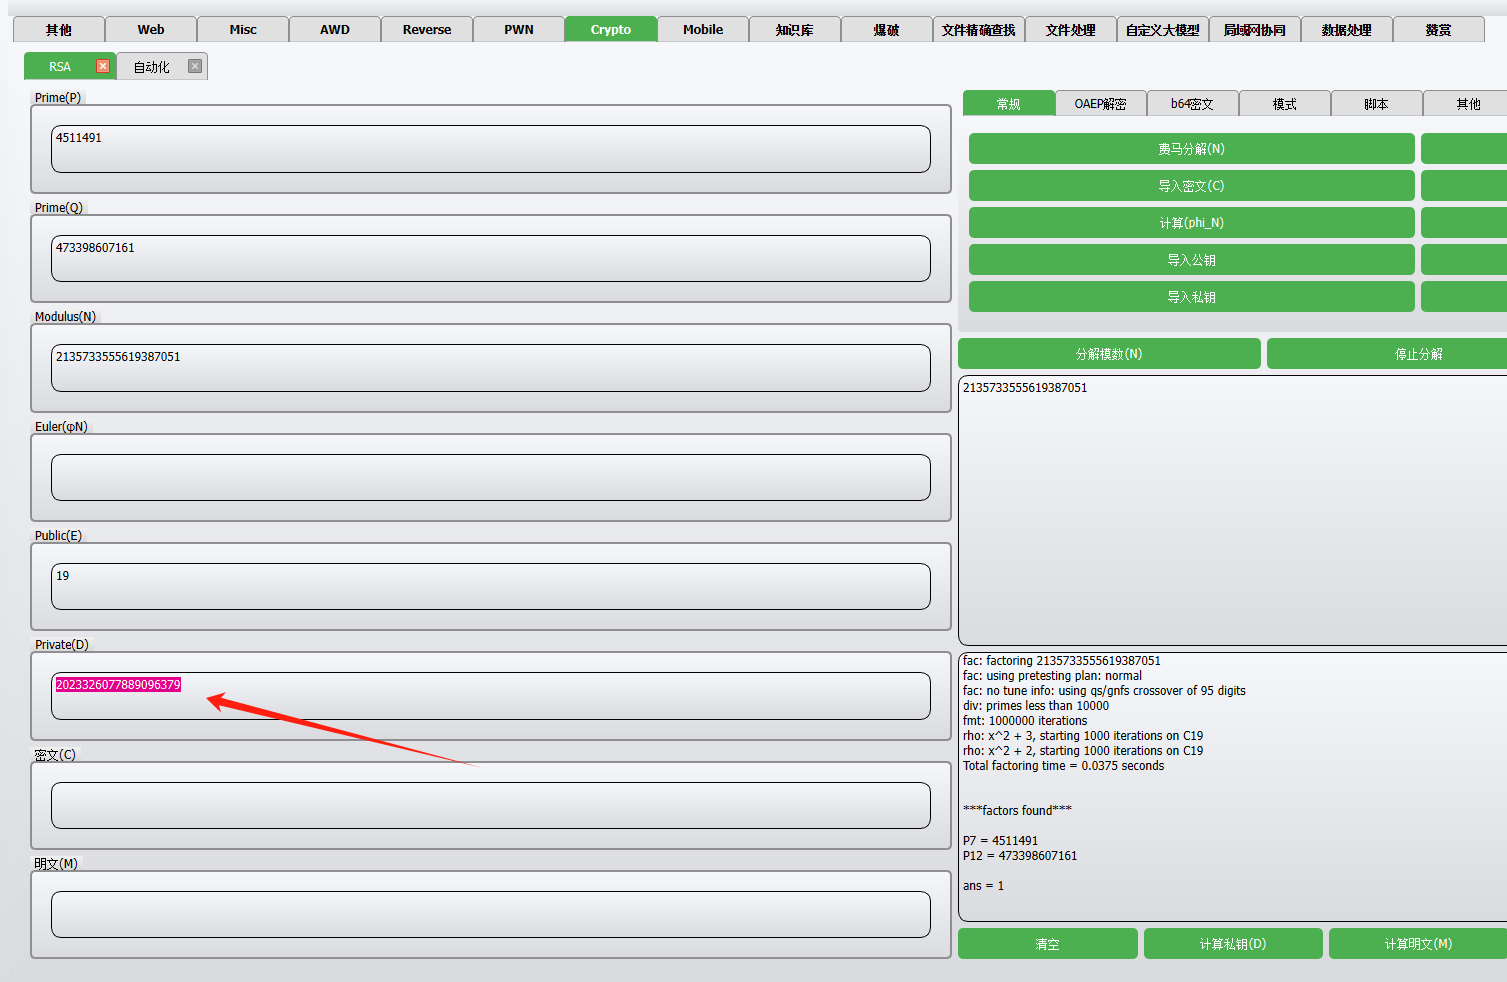 其他 Web Misc AWD Reverse PWN Crypto Mobile 知识库 爆破 文件精确查找 文件处理 自定义大模型 局域网协同 数据处理 赞赏
RSA 自动化
Prime(P)
4511491
Prime(Q)
473398607161
Modulus(N)
2135733555619387051
Euler(φN)
Public(E)
19
Private(D)
2023326077889096379
密文(C)
明文(M)
常规 OAEP解密 b64密文 模式 脚本 其他
费马分解(N)
导入密文(C)
计算(phi_N)
导入公钥
导入私钥
分解模数(N) 停止分解
2135733555619387051
fac: factoring 2135733555619387051
fac: using pretesting plan: normal
fac: no tune info: using qs/gnfs crossover of 95 digits
div: primes less than 10000
fmt: 1000000 iterations
rho: x^2 + 3, starting 1000 iterations on C19
rho: x^2 + 2, starting 1000 iterations on C19
Total factoring time = 0.0375 seconds
***factors found***
P7 = 4511491
P12 = 473398607161
ans = 1
清空 计算私钥(D) 计算明文(M)